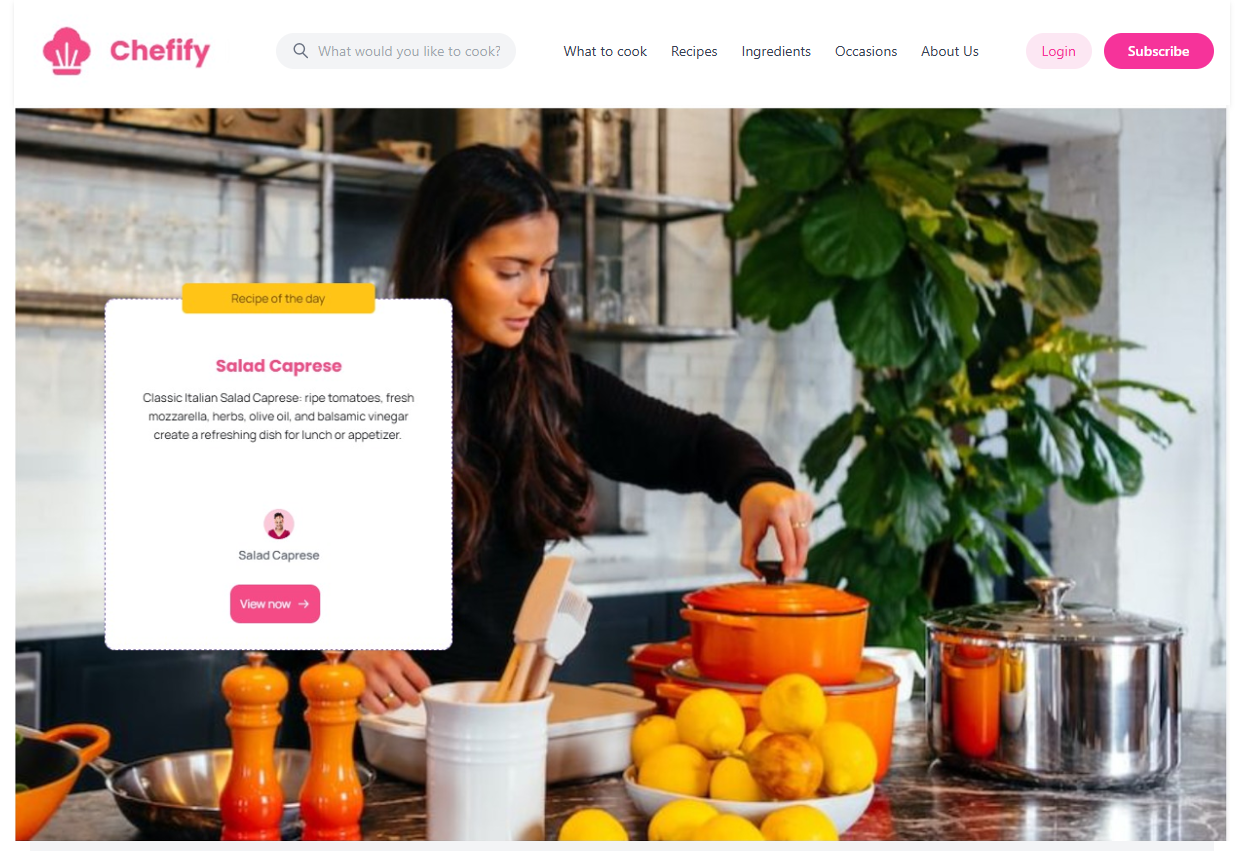 Chefify
What would you like to cook?
What to cook
Recipes
Ingredients
Occasions
About Us
Login
Subscribe
Recipe of the day
Salad Caprese
Classic Italian Salad Caprese: ripe tomatoes, fresh
mozzarella, herbs, olive oil, and balsamic vinegar
create a refreshing dish for lunch or appetizer.
Salad Caprese
View now →